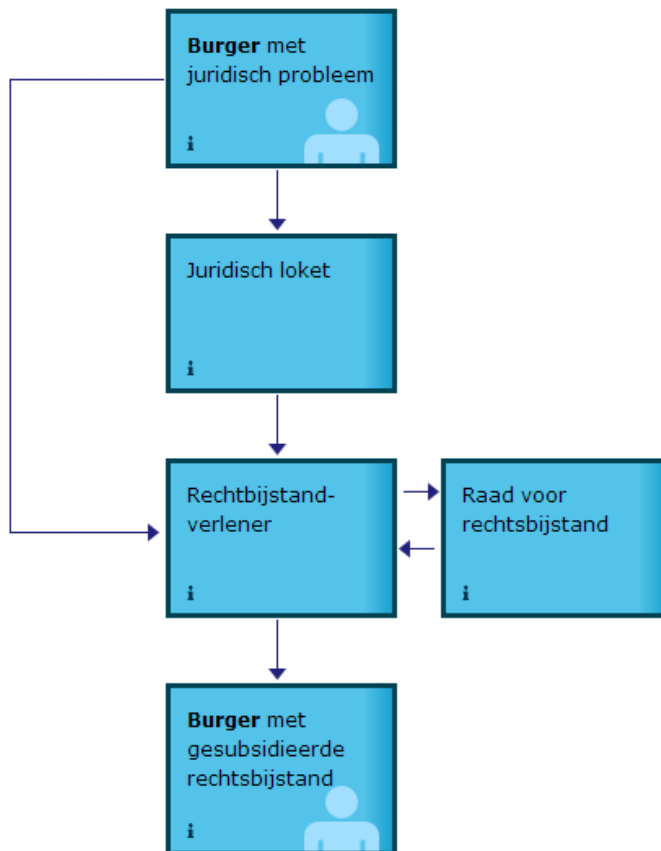 Burger met
juridisch probleem
i
Juridisch loket
i
Rechtbijstand-
verlener
i
Raad voor
rechtsbijstand
i
Burger met
gesubsidieerde
rechtsbijstand
i